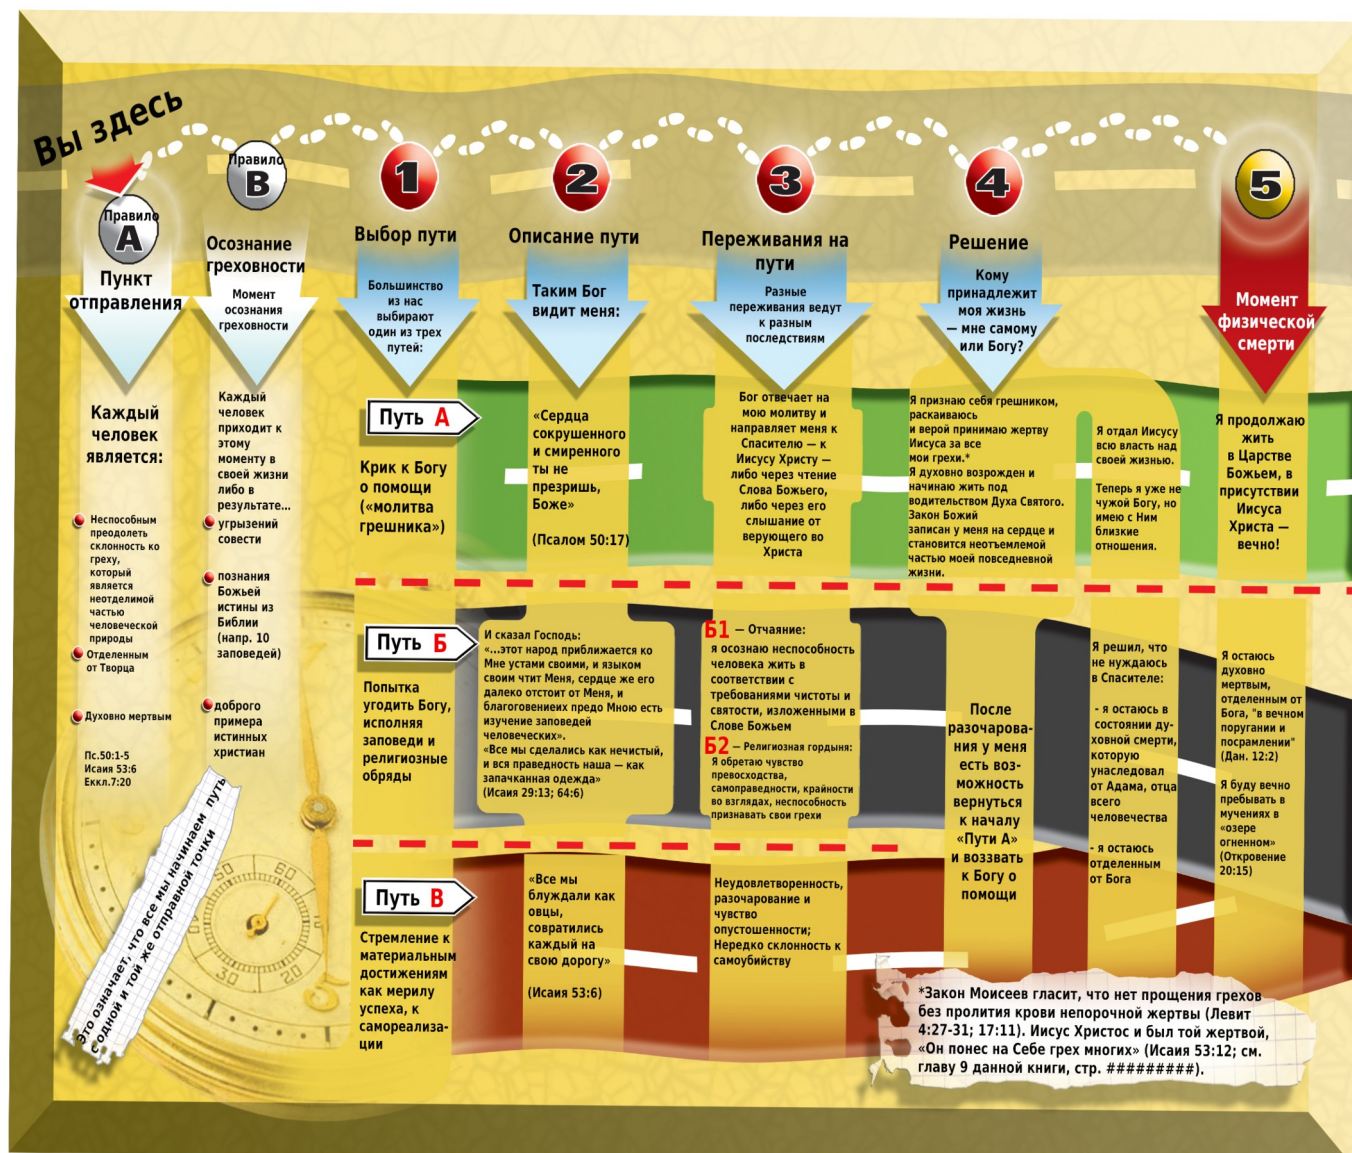 Вы здесь
Правило
А
Пункт
отправления
Каждый
человек
является:
Неспособным
преодолеть
склонность ко
греху,
который
является
неотделимой
частью
человеческой
природы
Отделенным
от Творца
Духовно мертвым
Пс.50:1-5
Исаия 53:6
Еккл.7:20
Это означает, что все мы начинаем путь
с одной и той же отправной точки
Правило
В
Осознание
греховности
Момент
осознания
греховности
Каждый
человек
приходит к
этому
моменту в
своей жизни
либо в
результате...
угрызений
совести
познания
Божьей
истины из
Библии
(напр. 10
заповедей)
доброго
примера
истинных
христиан
1
Выбор пути
Большинство
из нас
выбирают
один из трех
путей:
Путь А
Крик к Богу
о помощи
(«молитва
грешника»)
Путь Б
Попытка
угодить Богу,
исполняя
заповеди и
религиозные
обряды
Путь В
Стремление к
материальным
достижениям
как мерилу
успеха, к
самореализа-
ции
2
Описание пути
Таким Бог
видит меня:
«Сердца
сокрушенного
и смиренного
ты не
презришь,
Боже»
(Псалом 50:17)
И сказал Господь:
«...этот народ приближается ко
Мне устами своими, и языком
своим чтит Меня, сердце же его
далеко отстоит от Меня, и
благоговениеих предо Мною есть
изучение заповедей
человеческих».
«Все мы сделались как нечистый,
и вся праведность наша — как
запачканная одежда»
(Исаия 29:13; 64:6)
«Все мы
блуждали как
овцы,
совратились
каждый на
свою дорогу»
(Исаия 53:6)
3
Переживания на
пути
Разные
переживания ведут
к разным
последствиям
Бог отвечает на
мою молитву и
направляет меня к
Спасителю — к
Иисусу Христу —
либо через чтение
Слова Божьего,
либо через его
слышание от
верующего во
Христа
Б1 — Отчаяние:
я осознаю неспособность
человека жить в
соответствии с
требованиями чистоты и
святости, изложенными в
Слове Божьем
Б2 — Религиозная гордыня:
Я обретаю чувство
превосходства,
самоправедности, крайности
во взглядах, неспособность
признавать свои грехи
Неудовлетворенность,
разочарование и
чувство
опустошенности;
Нередко склонность к
самоубийству
4
Решение
Кому
принадлежит
моя жизнь
— мне самому
или Богу?
Я признаю себя грешником,
раскаиваюсь
и верой принимаю жертву
Иисуса за все
мои грехи.*
Я духовно возрожден и
начинаю жить под
водительством Духа Святого.
Закон Божий
записан у меня на сердце и
становится неотъемлемой
частью моей повседневной
жизни.
Я отдал Иисусу
всю власть над
своей жизнью.
Теперь я уже не
чужой Богу, но
имею с Ним
близкие
отношения.
После
разочарова-
ния у меня
есть воз-
можность
вернуться
к началу
«Пути А»
и воззвать
к Богу о
помощи
Я решил, что
не нуждаюсь
в Спасителе:
- я остаюсь в
состоянии ду-
ховной смерти,
которую
унаследовал
от Адама, отца
всего
человечества
- я остаюсь
отделенным
от Бога
5
Момент
физической
смерти
Я продолжаю
жить
в Царстве
Божьем, в
присутствии
Иисуса
Христа —
вечно!
Я остаюсь
духовно
мертвым,
отделенным от
Бога, "в вечном
поругании и
посрамлении"
(Дан. 12:2)
Я буду вечно
пребывать в
мучениях в
«озере
огненном»
(Откровение
20:15)
*Закон Моисеев гласит, что нет прощения грехов
без пролития крови непорочной жертвы (Левит
4:27-31; 17:11). Иисус Христос и был той жертвой,
«Он понес на Себе грех многих» (Исаия 53:12; см.
главу 9 данной книги, стр. #########).
60
50
30
20